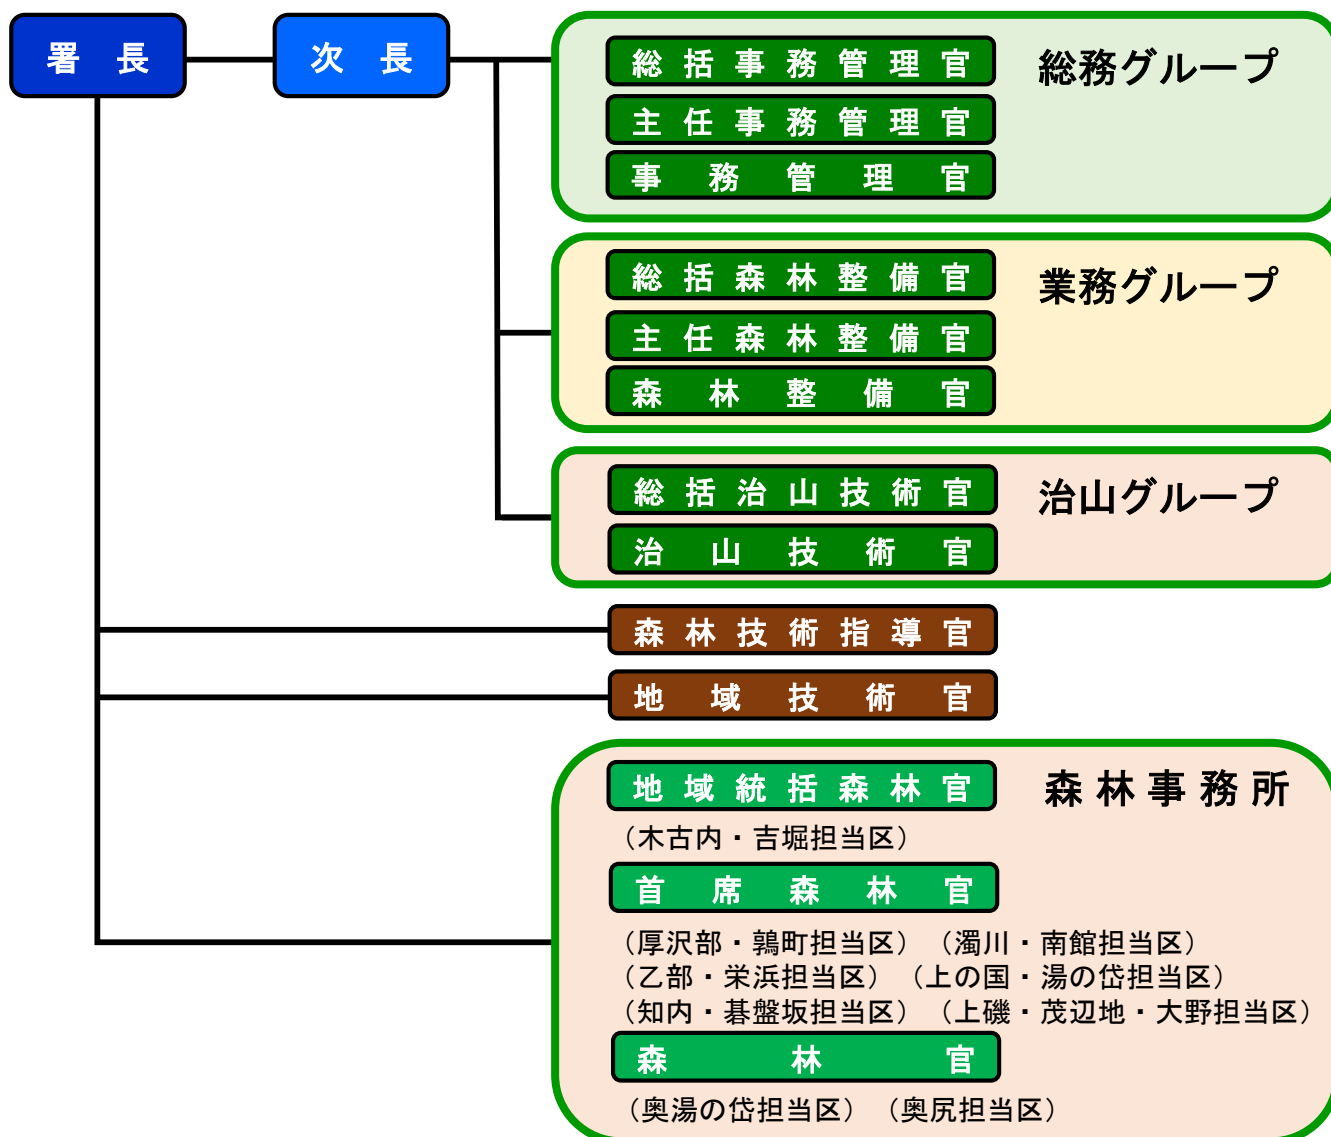 署長
次長
総括事務管理官
総務グループ
主任事務管理官
事務管理官
総括森林整備官
業務グループ
主任森林整備官
森林整備官
総括治山技術官
治山グループ
治山技術官
森林技術指導官
地域技術官
地域統括森林官
森林事務所
（木古内・吉堀担当区）
首席森林官
（厚沢部・鶉町担当区）（濁川・南館担当区）
（乙部・栄浜担当区）（上の国・湯の岱担当区）
（知内・碁盤坂担当区）（上磯・茂辺地・大野担当区）
森林官
（奥湯の岱担当区）（奥尻担当区）